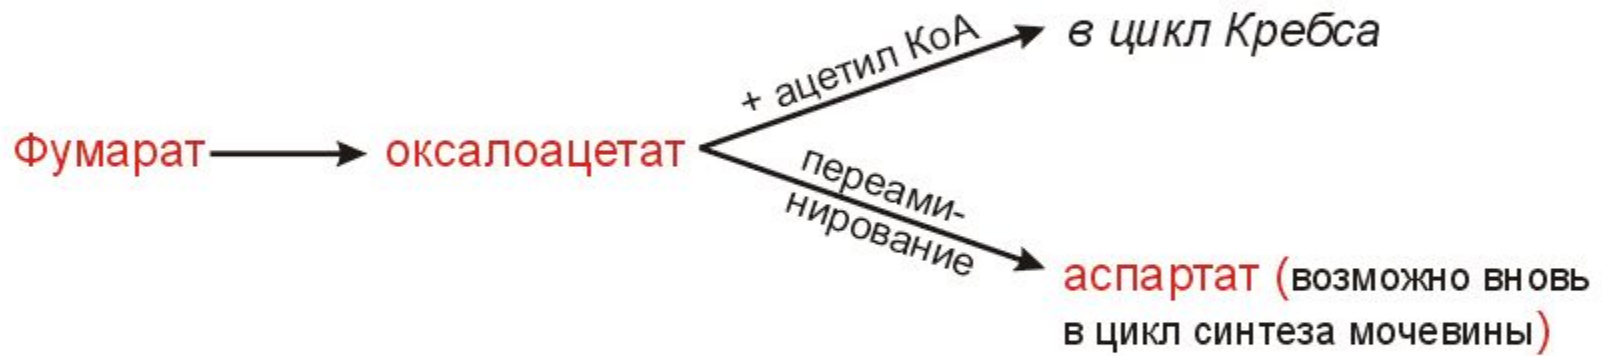 + ацетил КоА
в цикл Кребса
Фумарат
оксалоацетат
переами-
нирование
аспартат (возможно вновь
в цикл синтеза мочевины)